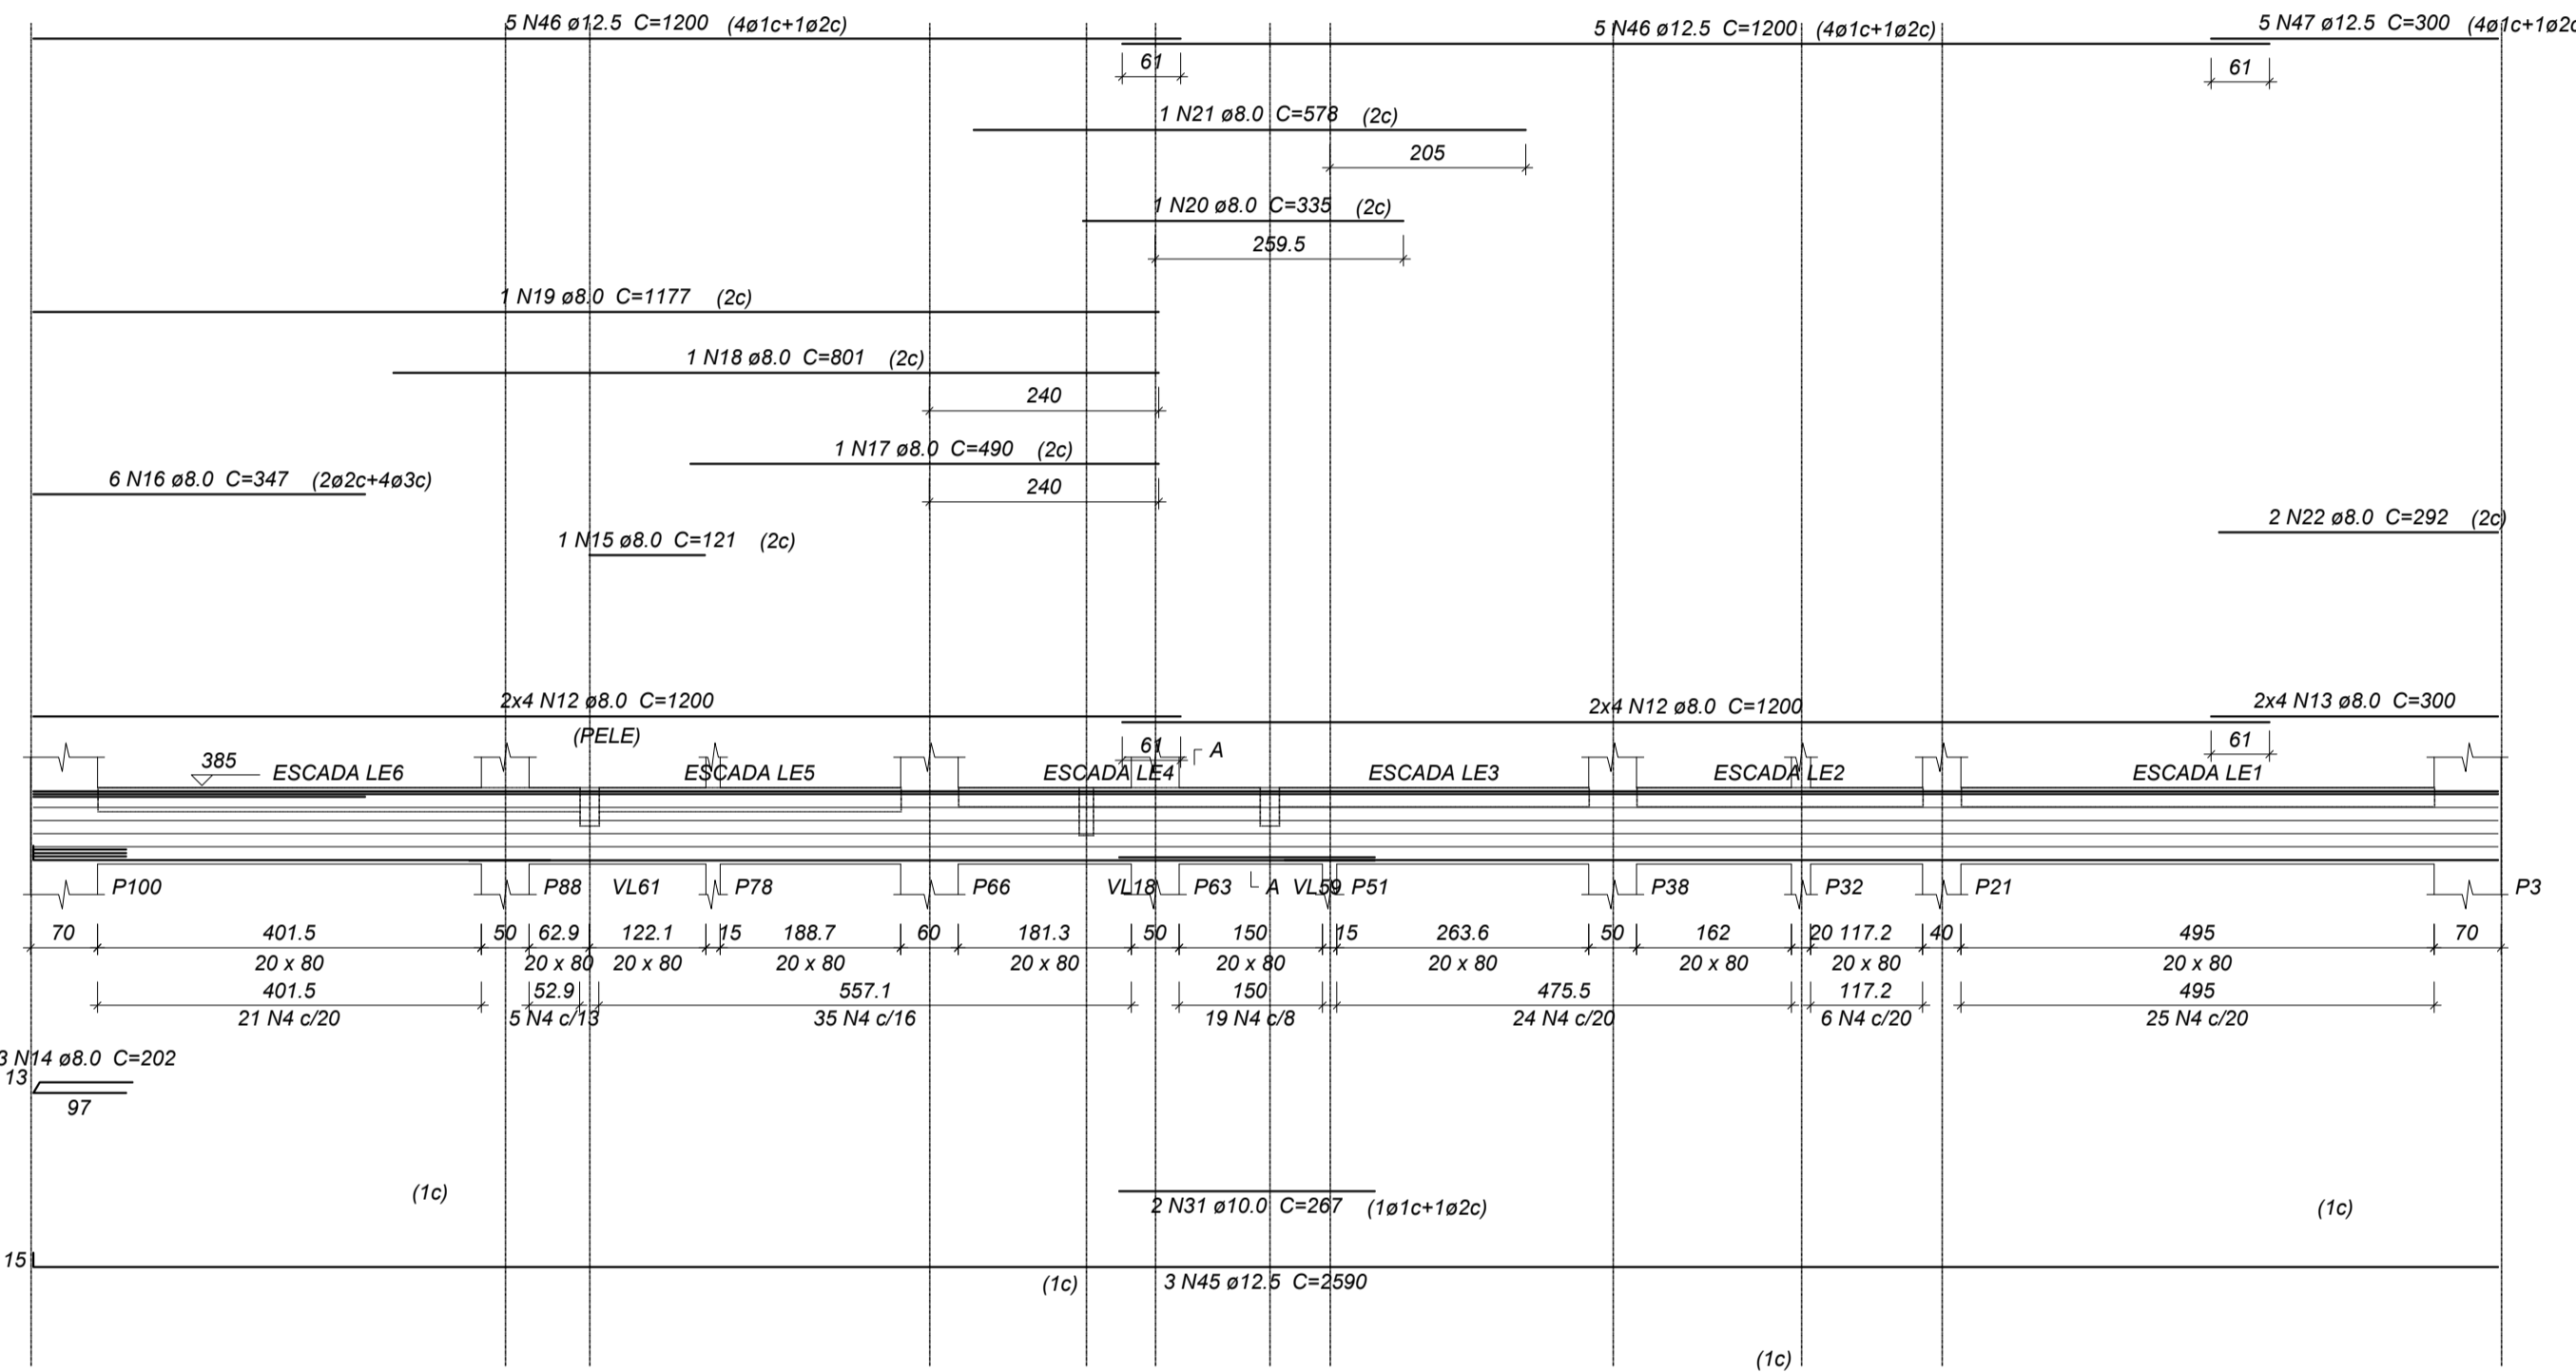 5 N46 ø12.5 C=1200 (4ø1c+1ø2c)
5 N46 ø12.5 C=1200 (4ø1c+1ø2c)
5 N47 ø12.5 C=300 (4ø1c+1ø2c
61
61
1 N21 ø8.0 C=578 (2c)
205
1 N20 ø8.0 C=335 (2c)
259.5
1 N19 ø8.0 C=1177 (2c)
1 N18 ø8.0 C=801 (2c)
240
1 N17 ø8.0 C=490 (2c)
6 N16 ø8.0 C=347 (2ø2c+4ø3c)
240
2 N22 ø8.0 C=292 (2c)
1 N15 ø8.0 C=121 (2c)
2x4 N12 ø8.0 C=1200
2x4 N12 ø8.0 C=1200
2x4 N13 ø8.0 C=300
(PELE)
61
A
61
385
ESCADA LE6
ESCADA LE5
ESCADA LE4
ESCADA LE3
ESCADA LE2
ESCADA LE1
P100
P88
VL61
P78
P66
VL18
P63
A
VL59
P51
P38
P32
P21
P3
70
401.5
50
62.9
122.1
15
188.7
60
181.3
50
150
15
263.6
50
162
20
117.2
40
495
70
20 x 80
20 x 80
20 x 80
20 x 80
20 x 80
20 x 80
20 x 80
20 x 80
20 x 80
20 x 80
401.5
52.9
557.1
150
475.5
117.2
495
21 N4 c/20
5 N4 c/13
35 N4 c/16
19 N4 c/8
24 N4 c/20
6 N4 c/20
25 N4 c/20
3 N14 ø8.0 C=202
13
97
(1c)
2 N31 ø10.0 C=267 (1ø1c+1ø2c)
(1c)
15
(1c)
3 N45 ø12.5 C=2590
(1c)